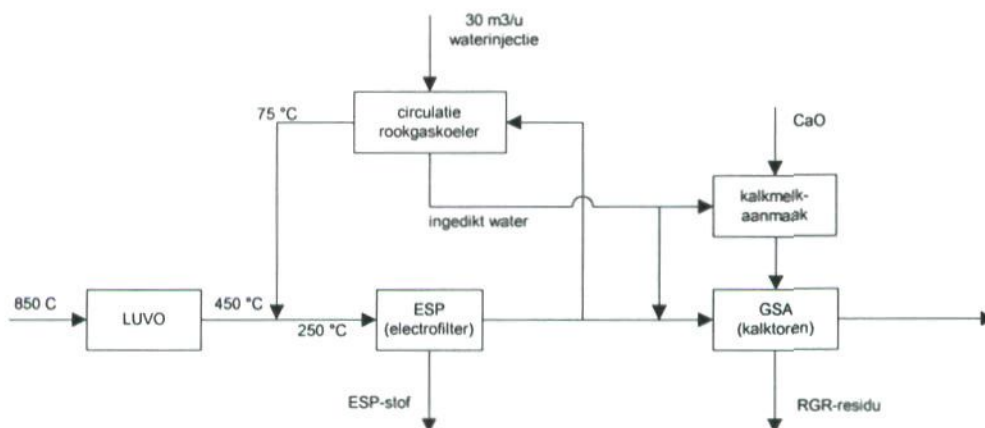 30 m3/u
waterinjectie
75 °C
circulatie
rookgaskoeler
CaO
ingedikt water
kalkmelk-
aanmaak
850 C
LUVO
450 °C
250 °C
ESP
(electrofilter)
GSA
(kalktoren)
ESP-stof
RGR-residu